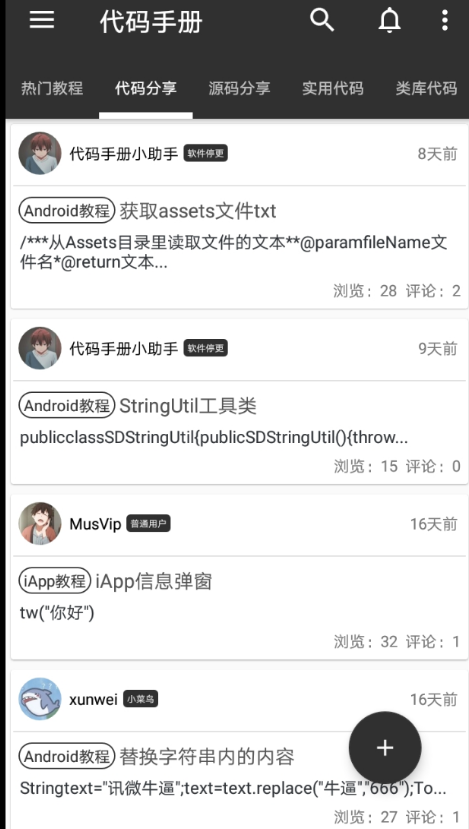 代码手册
热门教程 代码分享 源码分享 实用代码 类库代码
代码手册小助手 软件停更 8天前
Android教程 获取assets文件txt
/***从Assets目录里读取文件的文本**@paramfileName文
件名*@return文本...
浏览：28 评论：2
代码手册小助手 软件停更 9天前
Android教程 StringUtil工具类
publicclassSDStringUtil{publicSDStringUtil(){throw...
浏览：15 评论：0
MusVip 普通用户 16天前
iApp教程 iApp信息弹窗
tw("你好")
浏览：32 评论：1
xunwei 小菜鸟 16天前
Android教程 替换字符串内的内容
Stringtext="讯微牛逼";text=text.replace("牛逼","666");To...
浏览：27 评论：1